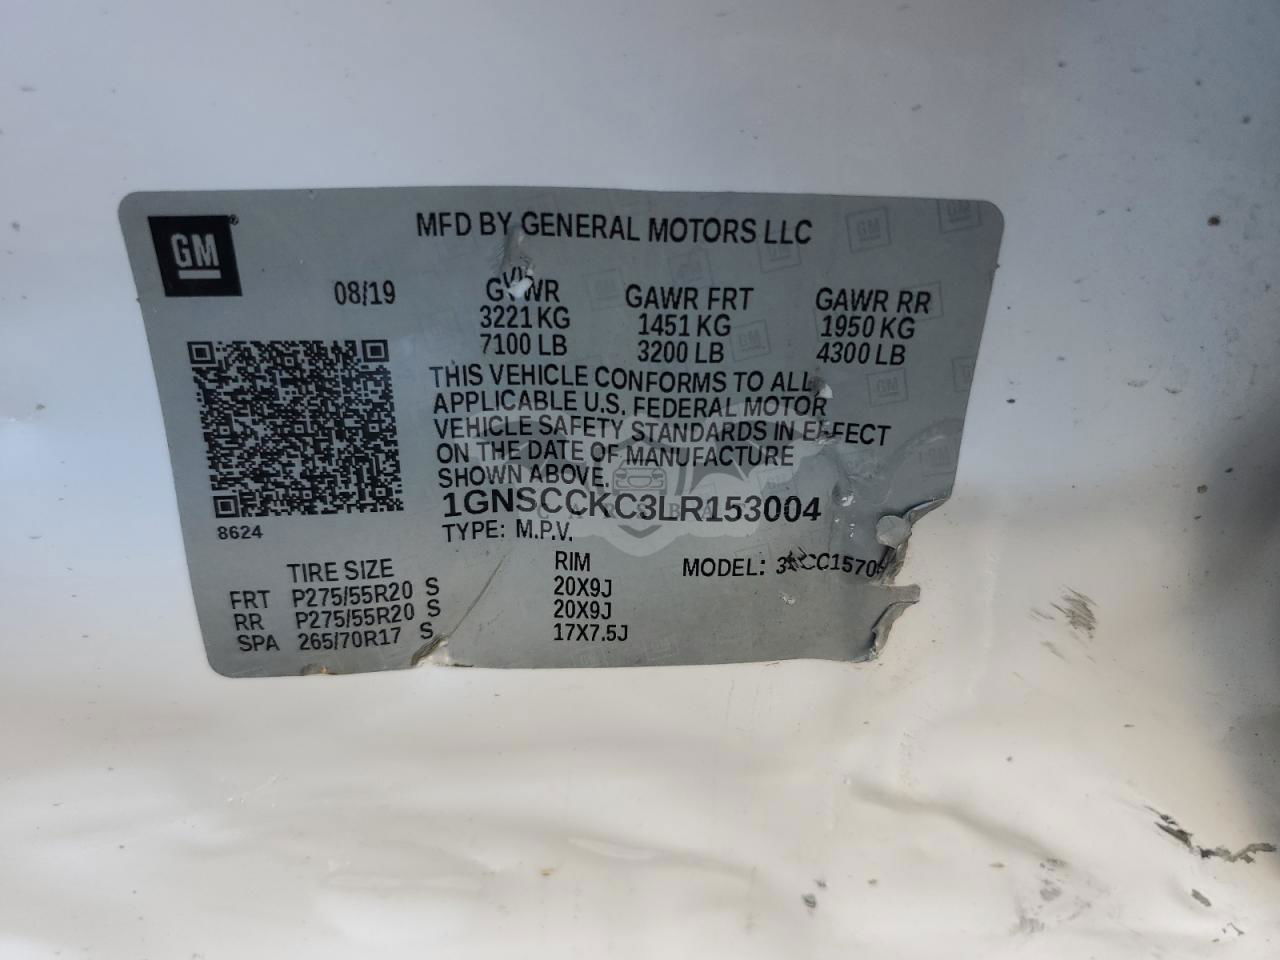 MFD BY GENERAL MOTORS LLC
GM
08/19
GVWR GAWR FRT GAWR RR
3221 KG 1451 KG 1950 KG
7100 LB 3200 LB 4300 LB
THIS VEHICLE CONFORMS TO ALL
APPLICABLE U.S. FEDERAL MOTOR
VEHICLE SAFETY STANDARDS IN EFFECT
ON THE DATE OF MANUFACTURE
SHOWN ABOVE.
1GNSCCKC3LR153004
8624
TYPE: M.P.V.
TIRE SIZE RIM MODEL:
FRT P275/55R20 S 20X9J
RR P275/55R20 S 20X9J
SPA 265/70R17 S 17X7.5J